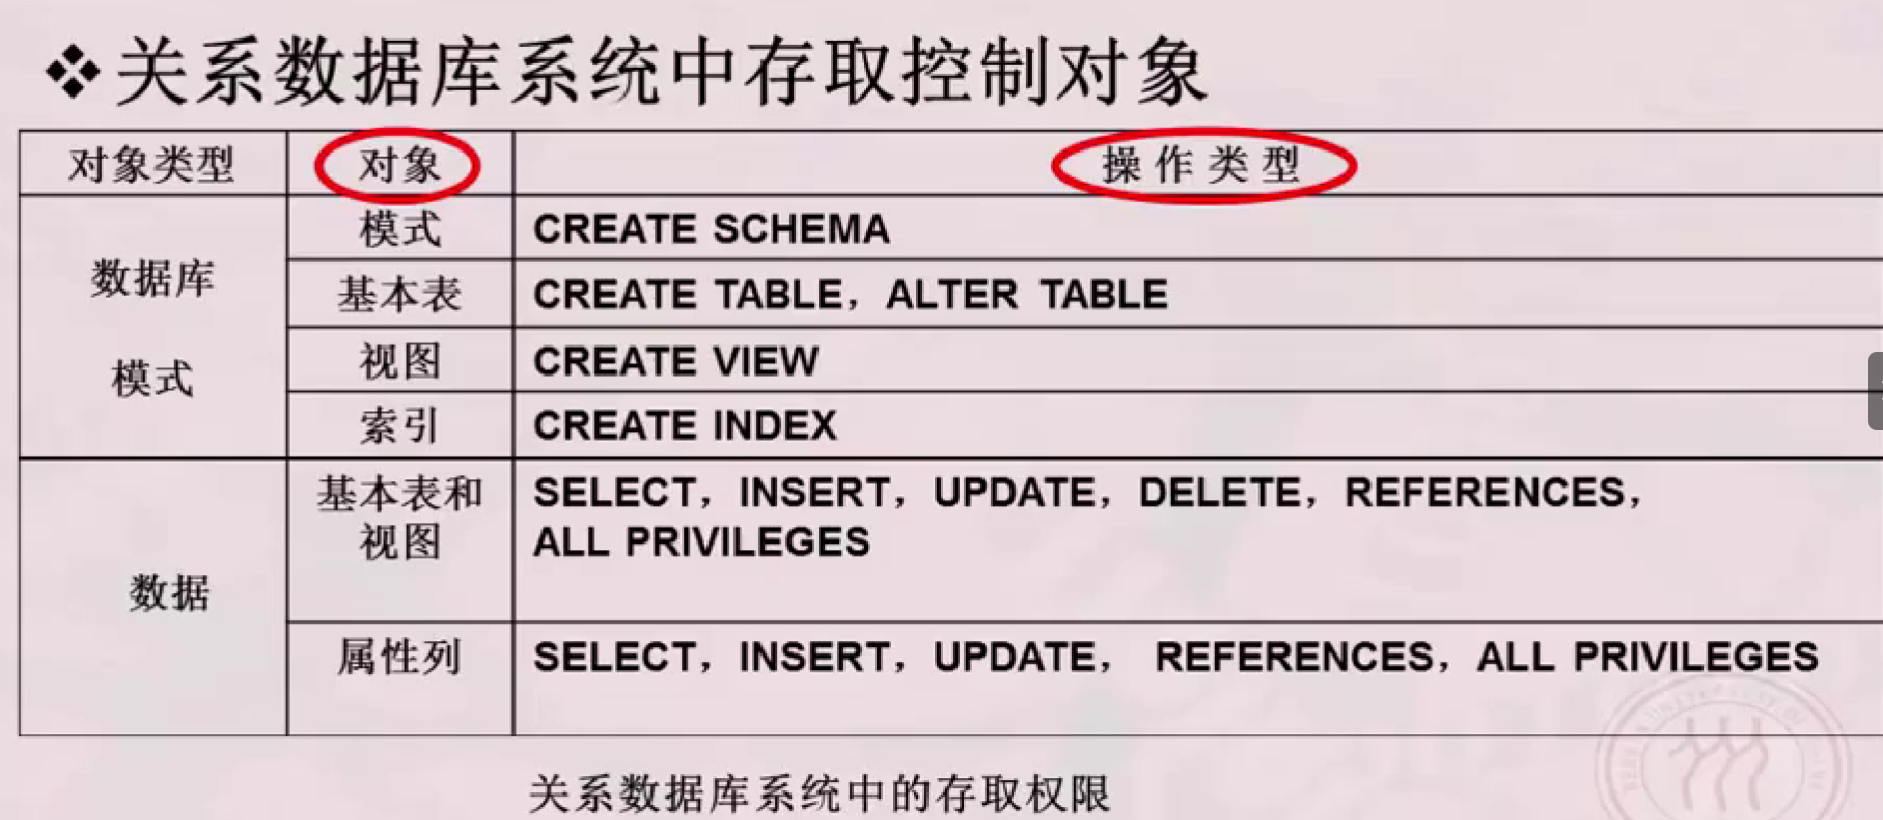 ❖关系数据库系统中存取控制对象
对象类型 对象 操作类型
数据库
模式
模式 CREATE SCHEMA
基本表 CREATE TABLE，ALTER TABLE
视图 CREATE VIEW
索引 CREATE INDEX
数据
基本表和
视图
SELECT，INSERT，UPDATE，DELETE，REFERENCES，
ALL PRIVILEGES
属性列 SELECT，INSERT，UPDATE， REFERENCES，ALL PRIVILEGES
关系数据库系统中的存取权限